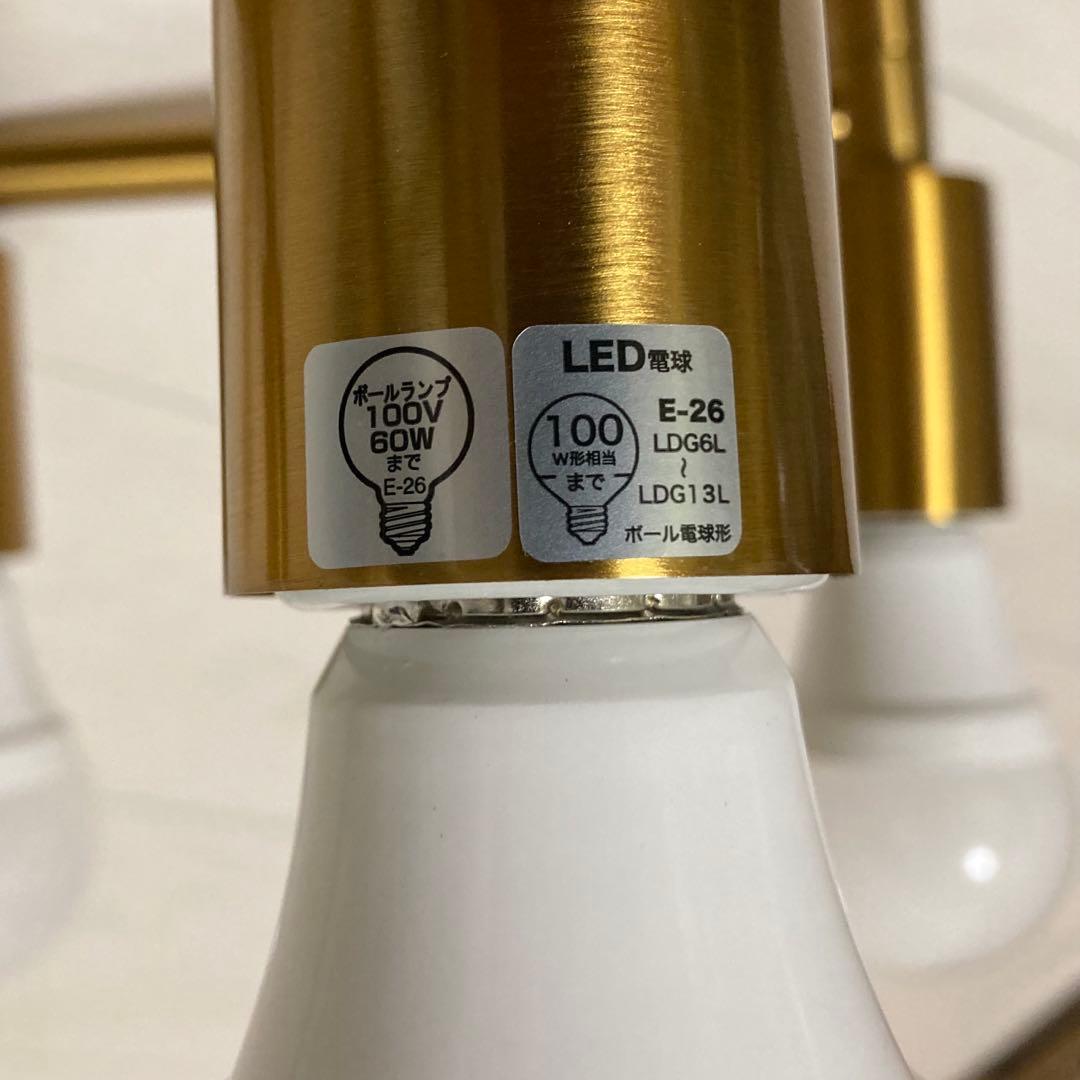 ボールランプ
100V
60W
まで
E-26
LED電球
100
W形相当
まで
E-26
LDG6L
~
LDG13L
ボール電球形